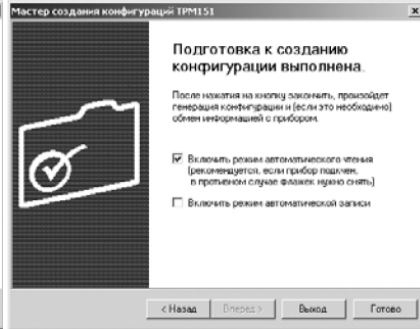 Мастер создания конфигураций ТРМ151
Подготовка к созданию
конфигурации выполнена.
После нажатия на кнопку закончить, произойдет
генерация конфигурации и (если это необходимо)
обмен информацией с прибором.
Включить режим автоматического чтения
(рекомендуется, если прибор подключен,
в противном случае флажек нужно снять)
Включить режим автоматической записи
< Назад
Вперед >
Выход
Готово